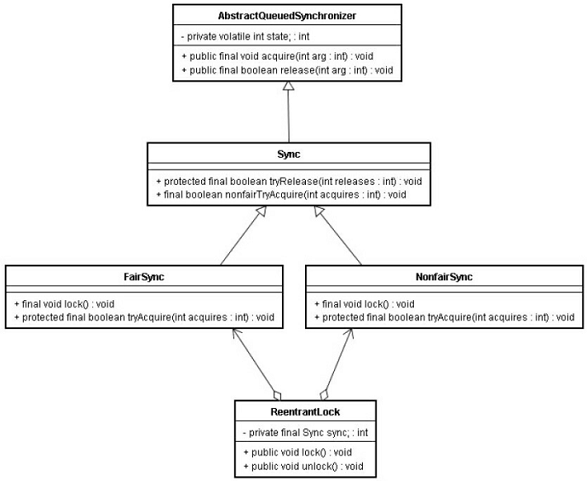 AbstractQueuedSynchronizer
- private volatile int state; : int
+ public final void acquire(int arg : int) : void
+ public final boolean release(int arg : int) : void
Sync
+ protected final boolean tryRelease(int releases : int) : void
+ final boolean nonfairTryAcquire(int acquires : int) : void
FairSync
+ final void lock() : void
+ protected final boolean tryAcquire(int acquires : int) : void
NonfairSync
+ final void lock() : void
+ protected final boolean tryAcquire(int acquires : int) : void
ReentrantLock
- private final Sync sync; : int
+ public void lock() : void
+ public void unlock() : void